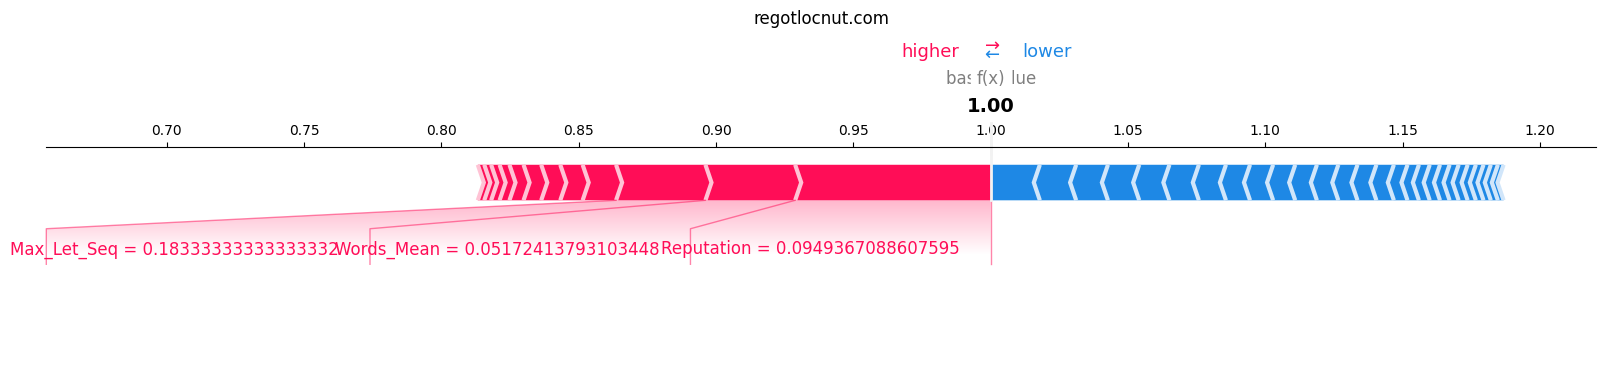 regotlocnut.com
higher ⇄ lower
f(x)
1.00
0.70 0.75 0.80 0.85 0.90 0.95 1.00 1.05 1.10 1.15 1.20
Max_Let_Seq = 0.18333333333333332 Words_Mean = 0.05172413793103448 Reputation = 0.0949367088607595